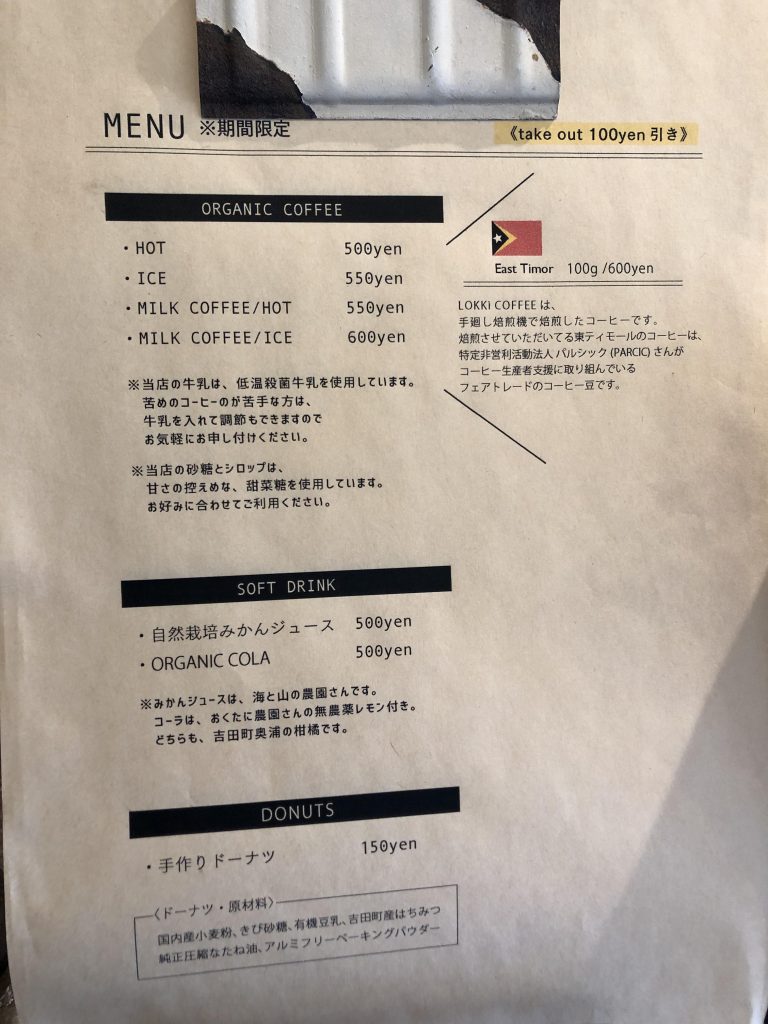 MENU ※期間限定
《take out 100yen 引き》
ORGANIC COFFEE
・HOT 500yen
・ICE 550yen
・MILK COFFEE/HOT 550yen
・MILK COFFEE/ICE 600yen
※当店の牛乳は、低温殺菌牛乳を使用しています。
苦めのコーヒーのが苦手な方は、
牛乳を入れて調節もできますので
お気軽にお申し付けください。
※当店の砂糖とシロップは、
甘さの控えめな、甜菜糖を使用しています。
お好みに合わせてご利用ください。
East Timor 100g /600yen
LOKKi COFFEE は、
手廻し焙煎機で焙煎したコーヒーです。
焙煎させていただいてる東ティモールのコーヒーは、
特定非営利活動法人 パルシック (PARCIC) さんが
コーヒー生産者支援に取り組んでいる
フェアトレードのコーヒー豆です。
SOFT DRINK
・自然栽培みかんジュース 500yen
・ORGANIC COLA 500yen
※みかんジュースは、海と山の農園さんです。
コーラは、おくたに農園さんの無農薬レモン付き。
どちらも、吉田町奥浦の柑橘です。
DONUTS
・手作りドーナツ 150yen
〈ドーナツ・原材料〉
国内産小麦粉、きび砂糖、有機豆乳、吉田町産はちみつ
純正圧縮なたね油、アルミフリーベーキングパウダー